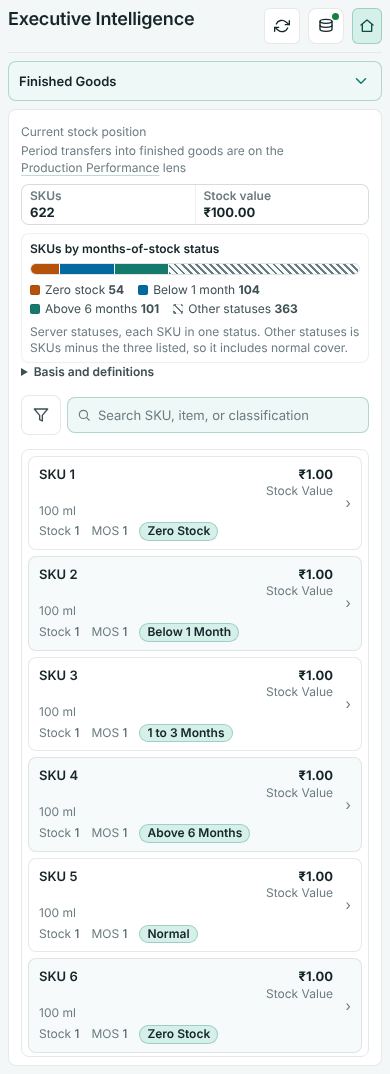 Executive Intelligence
Finished Goods
Current stock position
Period transfers into finished goods are on the
Production Performance lens
SKUs
622
Stock value
₹100.00
SKUs by months-of-stock status
Zero stock 54 Below 1 month 104
Above 6 months 101 Other statuses 363
Server statuses, each SKU in one status. Other statuses is
SKUs minus the three listed, so it includes normal cover.
Basis and definitions
Search SKU, item, or classification
SKU 1 ₹1.00
Stock Value
100 ml
Stock 1 MOS 1 Zero Stock
SKU 2 ₹1.00
Stock Value
100 ml
Stock 1 MOS 1 Below 1 Month
SKU 3 ₹1.00
Stock Value
100 ml
Stock 1 MOS 1 1 to 3 Months
SKU 4 ₹1.00
Stock Value
100 ml
Stock 1 MOS 1 Above 6 Months
SKU 5 ₹1.00
Stock Value
100 ml
Stock 1 MOS 1 Normal
SKU 6 ₹1.00
Stock Value
100 ml
Stock 1 MOS 1 Zero Stock